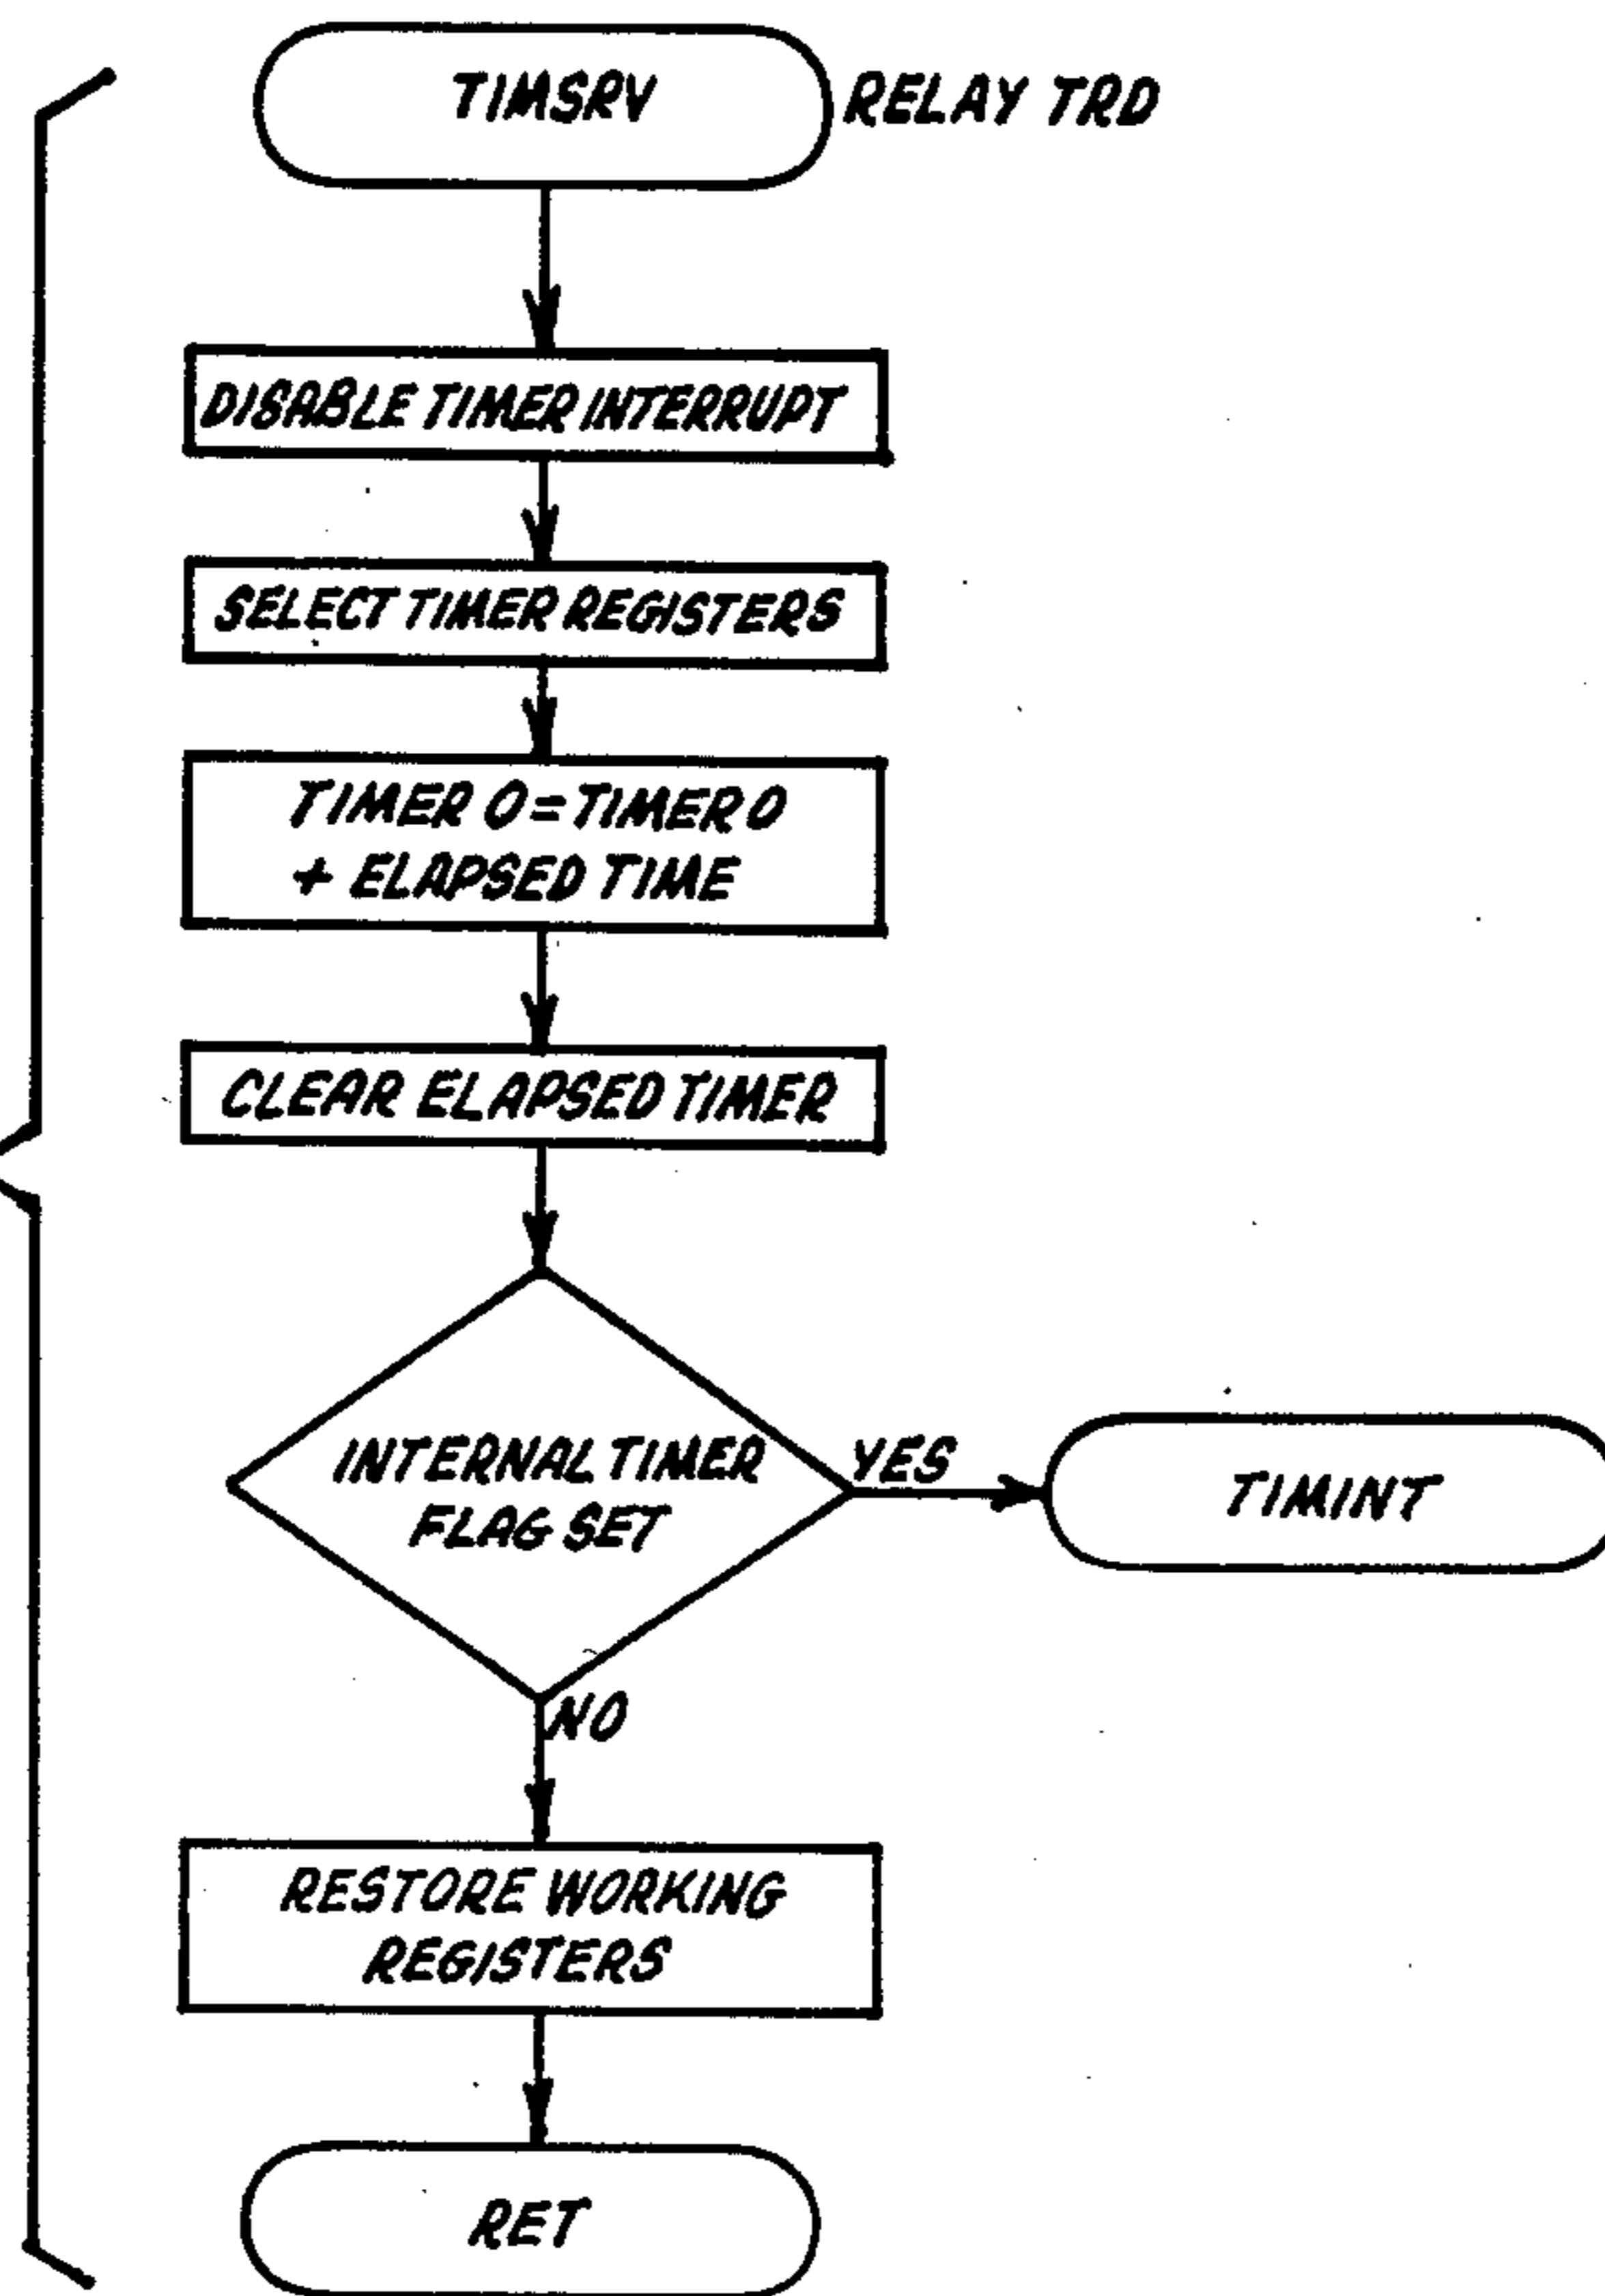 TIMSRV
RELAY TRD
DISABLE TIMER INTERRUPT
SELECT TIMER REGISTERS
TIMER 0=TIMER 0
+ ELAPSED TIME
CLEAR ELAPSED TIMER
INTERNAL TIMER
FLAG SET
YES
TIMINT
NO
RESTORE WORKING
REGISTERS
RET